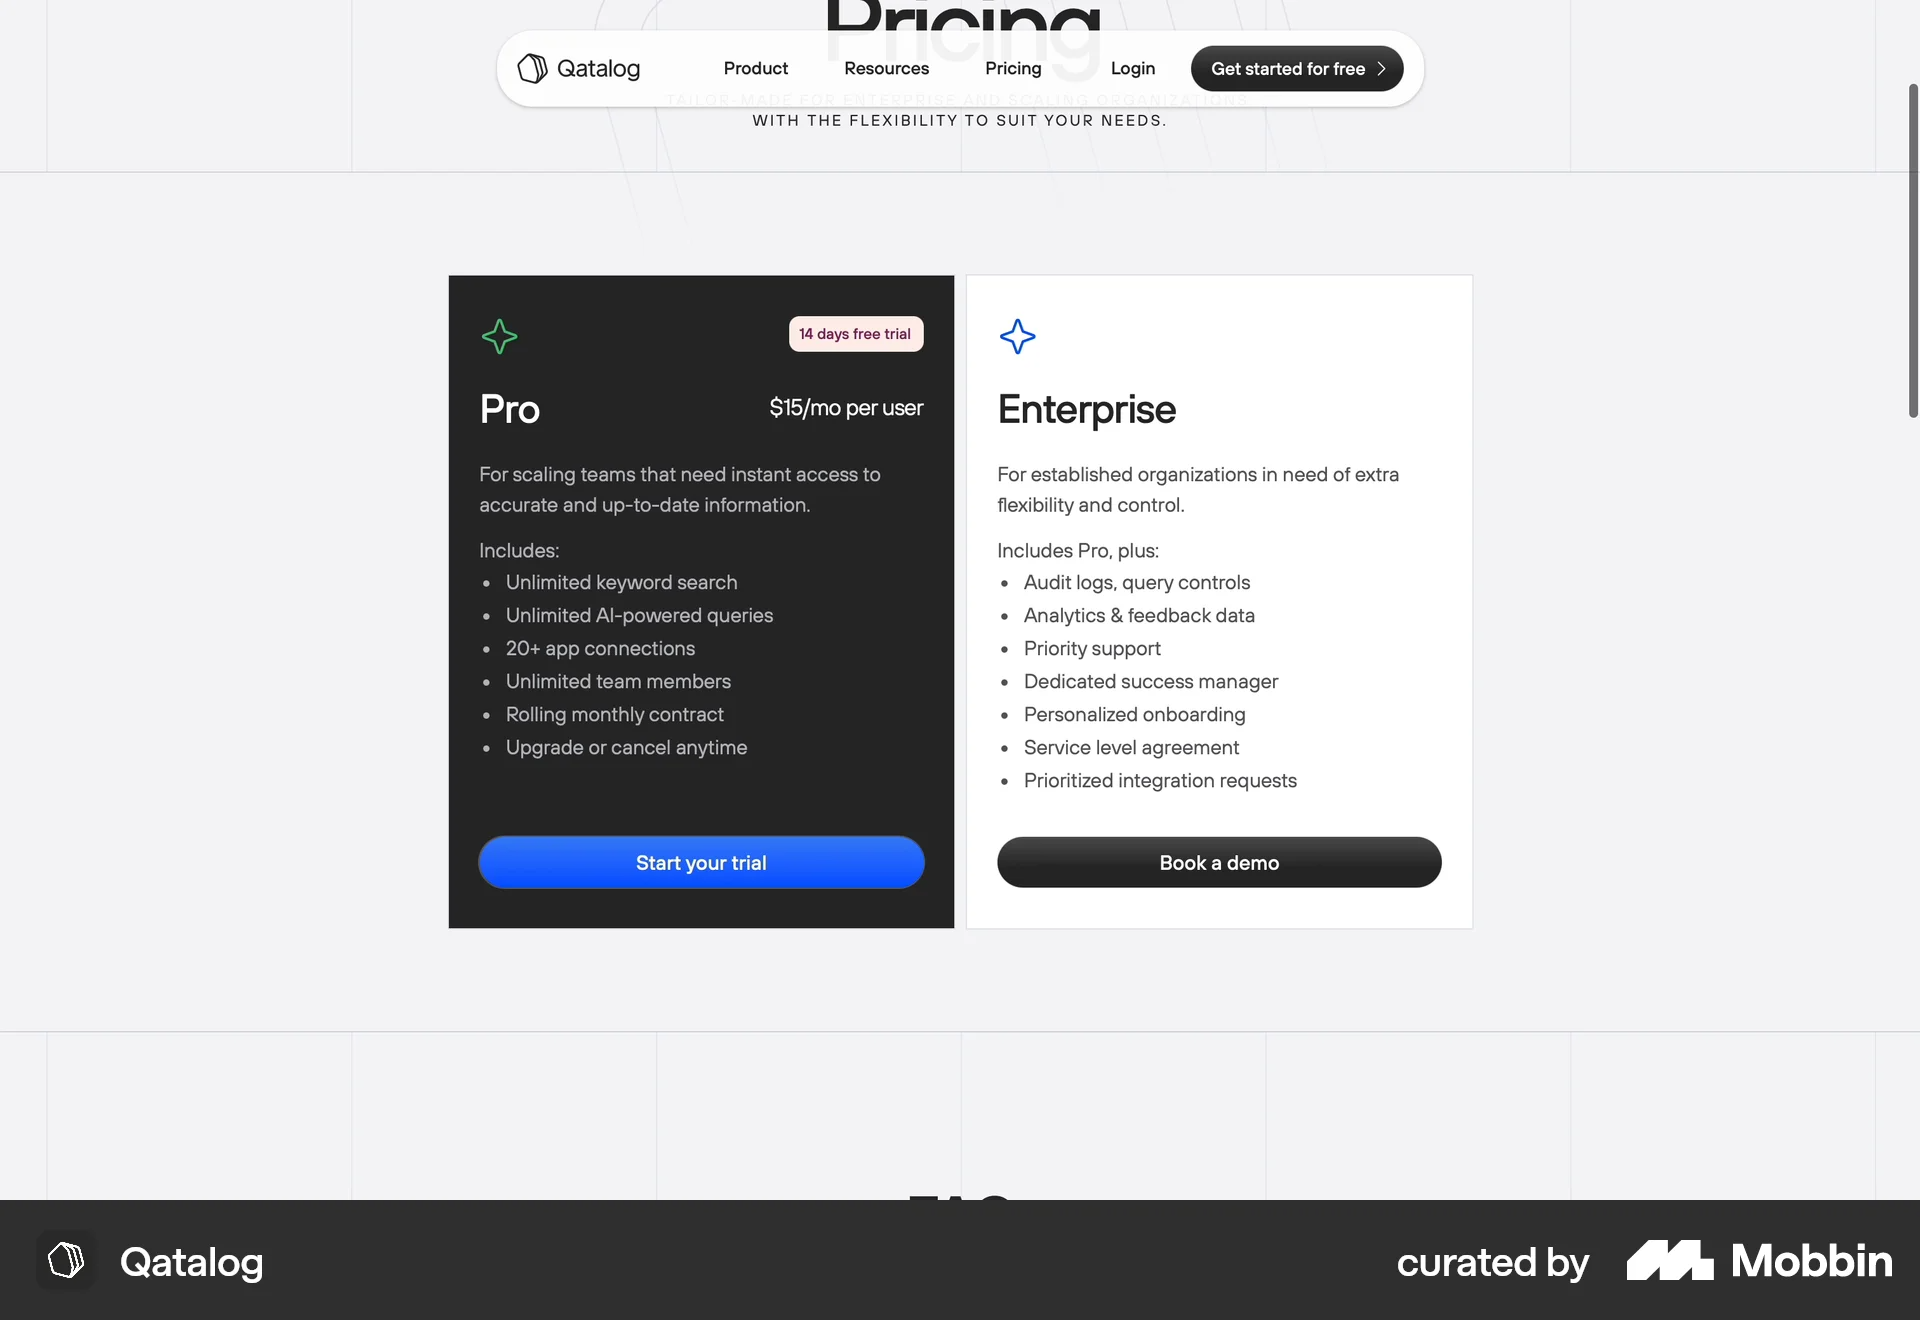 Pricing
Qatalog
Product
Resources
Pricing
Login
Get started for free
TAILOR-MADE FOR ENTERPRISE AND SCALING ORGANIZATIONS
WITH THE FLEXIBILITY TO SUIT YOUR NEEDS.
14 days free trial
Pro
$15/mo per user
For scaling teams that need instant access to
accurate and up-to-date information.
Includes:
Unlimited keyword search
Unlimited AI-powered queries
20+ app connections
Unlimited team members
Rolling monthly contract
Upgrade or cancel anytime
Start your trial
Enterprise
For established organizations in need of extra
flexibility and control.
Includes Pro, plus:
Audit logs, query controls
Analytics & feedback data
Priority support
Dedicated success manager
Personalized onboarding
Service level agreement
Prioritized integration requests
Book a demo
Qatalog
curated by
Mobbin